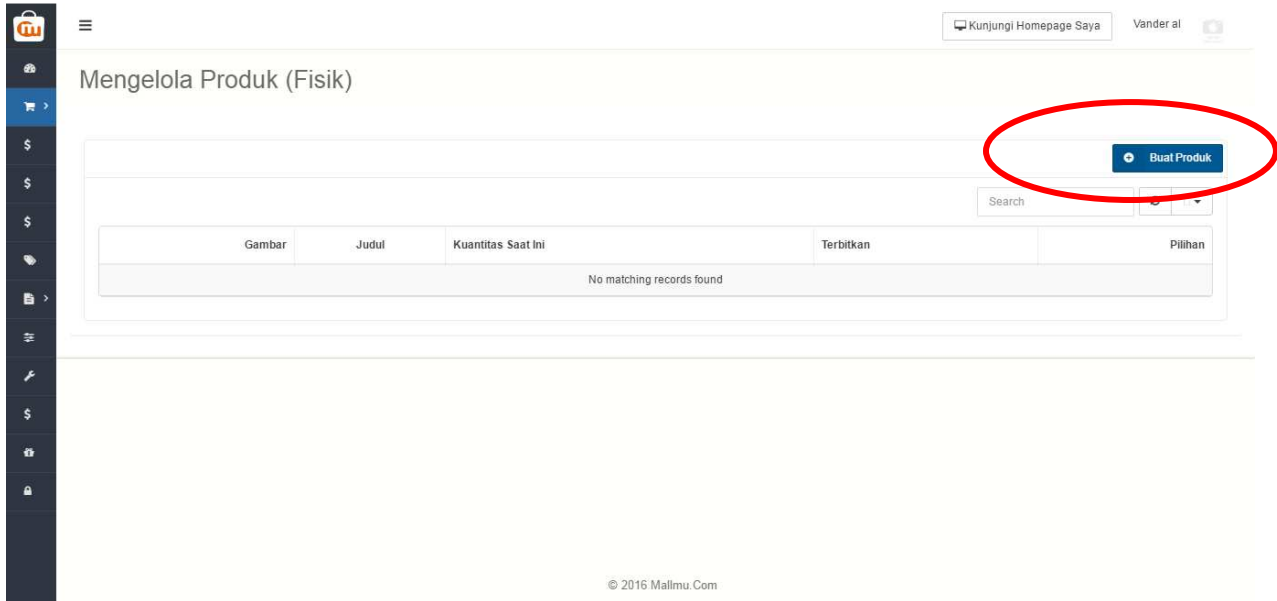 Kunjungi Homepage Saya
Vander al
Mengelola Produk (Fisik)
Buat Produk
Search
Gambar Judul Kuantitas Saat Ini Terbitkan Pilihan
No matching records found
© 2016 Mallmu.Com